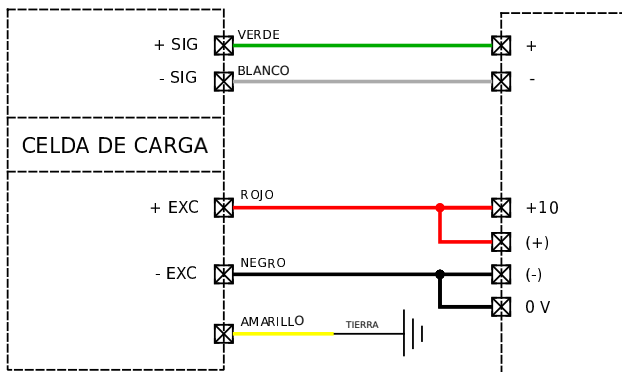 + SIG VERDE +
- SIG BLANCO -
CELDA DE CARGA
+ EXC ROJO +10
(+)
- EXC NEGRO (-)
0 V
AMARILLO TIERRA